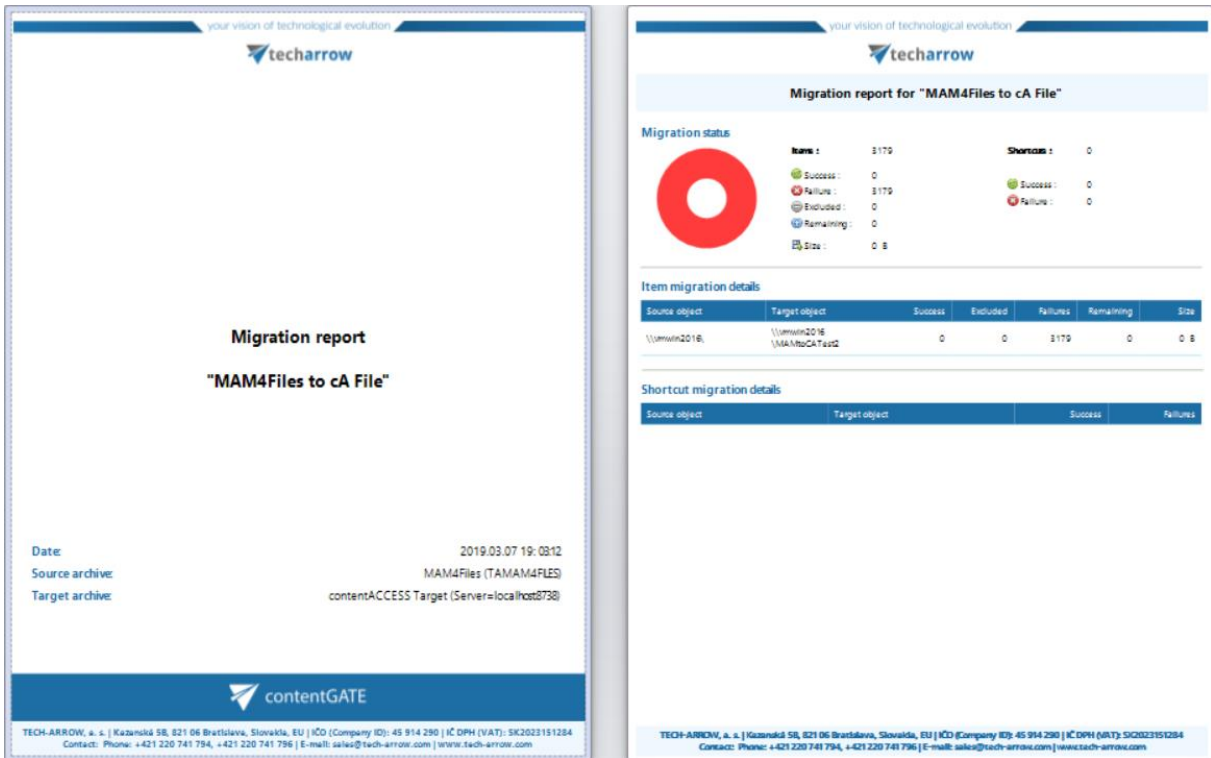 your vision of technological evolution
techarrow
Migration report
"MAM4Files to cA File"
Date:
2019.03.07 19: 03:12
Source archive:
MAM4Files (TAMAM4FILES)
Target archive:
contentACCESS Target (Server=localhost8738)
contentGATE
TECH-ARROW, a. s. | Kazanská 5B, 821 06 Bratislava, Slovakia, EU | IČO (Company ID): 45 914 290 | IČ DPH (VAT): SK2023151284
Contact: Phone: +421 220 741 794, +421 220 741 796 | E-mail: sales@tech-arrow.com | www.tech-arrow.com
your vision of technological evolution
techarrow
Migration report for "MAM4Files to cA File"
Migration status
Items : 3179
Success : 0
Failure : 3179
Excluded : 0
Remaining : 0
Size : 0 B
Shortcuts : 0
Success : 0
Failure : 0
Item migration details
Source object Target object Success Excluded Failures Remaining Size
\\vmwin2016, \\vmwin2016 0 0 3179 0 0 B
\MAMtoCATest2
Shortcut migration details
Source object Target object Success Failures
TECH-ARROW, a. s. | Kazanská 5B, 821 06 Bratislava, Slovakia, EU | IČO (Company ID): 45 914 290 | IČ DPH (VAT): SK2023151284
Contact: Phone: +421 220 741 794, +421 220 741 796 | E-mail: sales@tech-arrow.com | www.tech-arrow.com